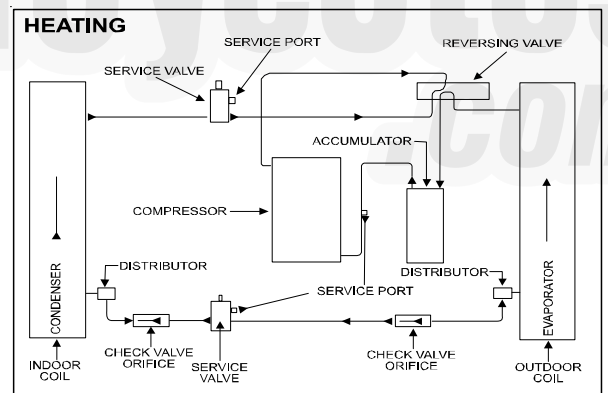 HEATING
SERVICE PORT
REVERSING VALVE
SERVICE VALVE
ACCUMULATOR
COMPRESSOR
CONDENSER
EVAPORATOR
DISTRIBUTOR
DISTRIBUTOR
SERVICE PORT
INDOOR
COIL
CHECK VALVE
ORIFICE
SERVICE
VALVE
CHECK VALVE
ORIFICE
OUTDOOR
COIL